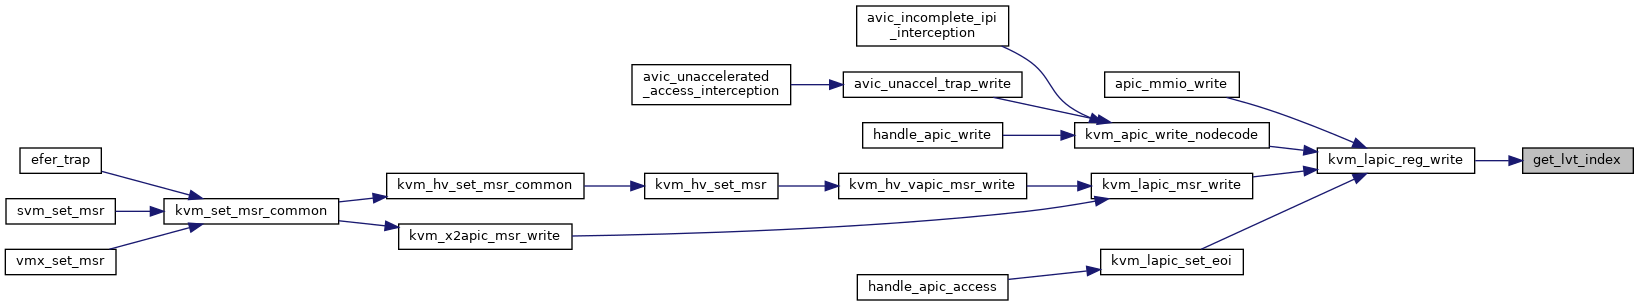 avic_incomplete_ipi
_interception
avic_unaccelerated
_access_interception
avic_unaccel_trap_write
apic_mmio_write
handle_apic_write
kvm_apic_write_nodecode
efer_trap
kvm_lapic_reg_write
get_lvt_index
kvm_hv_set_msr_common
kvm_hv_set_msr
kvm_hv_vapic_msr_write
kvm_lapic_msr_write
svm_set_msr
kvm_set_msr_common
kvm_x2apic_msr_write
vmx_set_msr
kvm_lapic_set_eoi
handle_apic_access